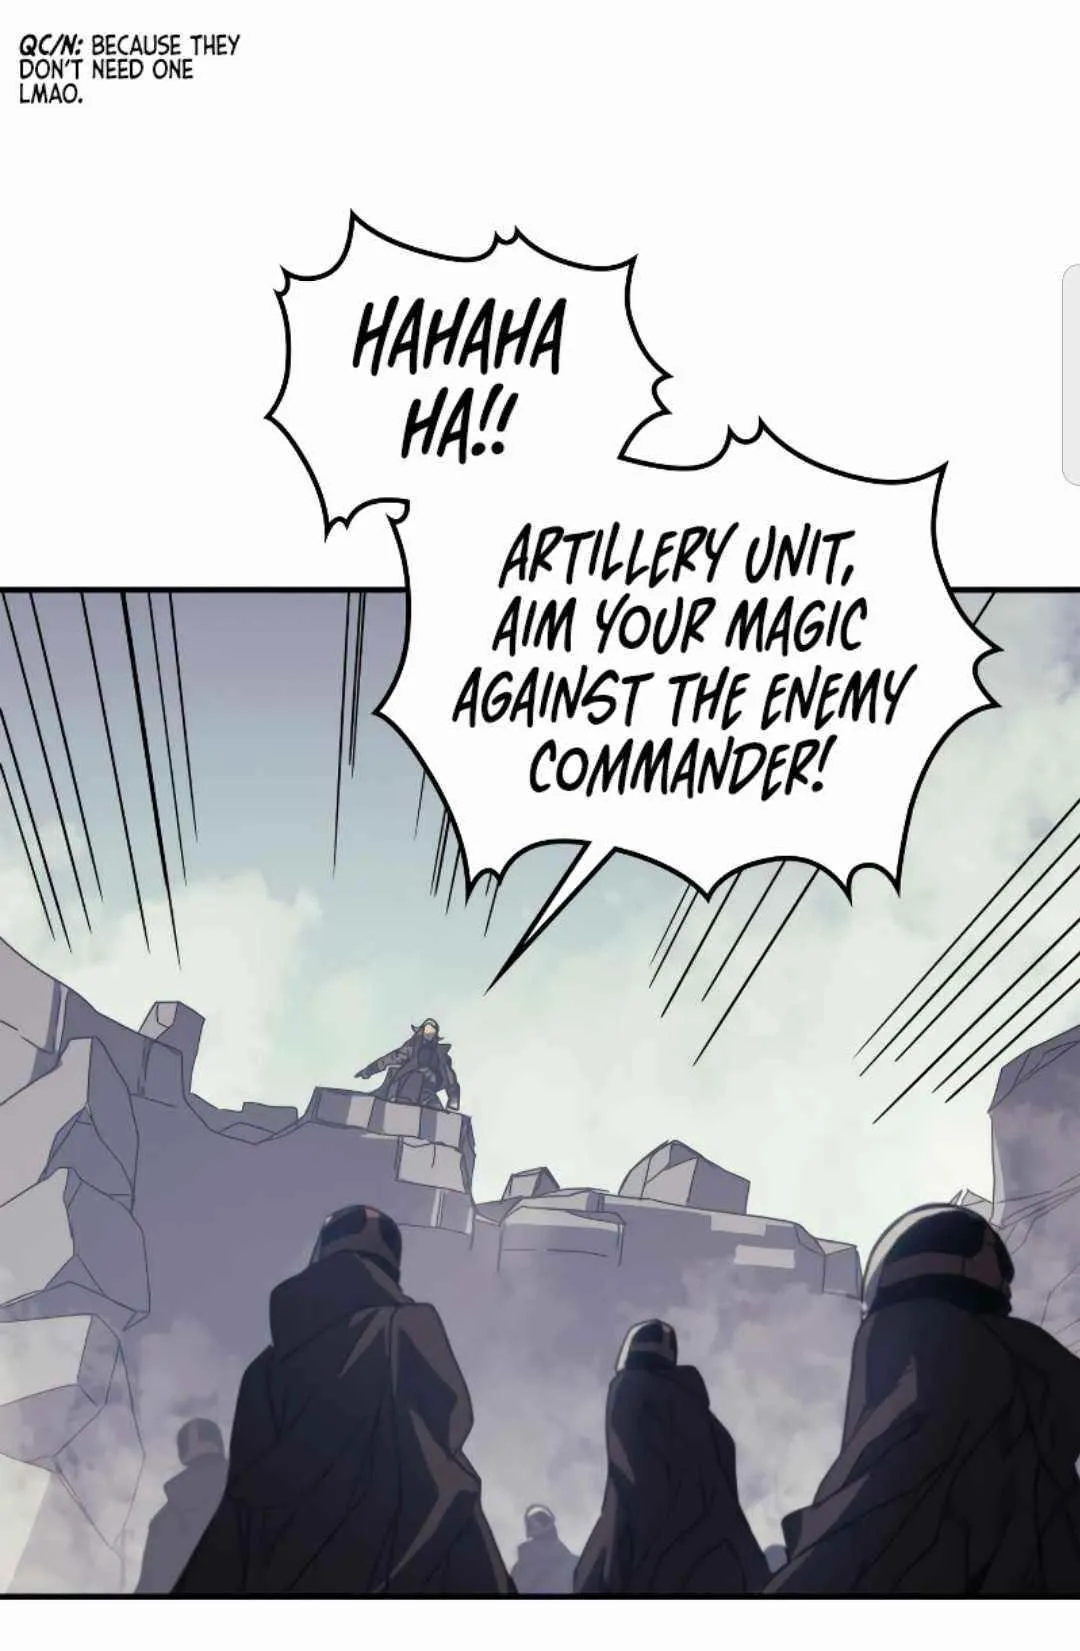 QC/N: BECAUSE THEY
DON'T NEED ONE
LMAO.
HAHAHA
HA!!
ARTILLERY UNIT,
AIM YOUR MAGIC
AGAINST THE ENEMY
COMMANDER!